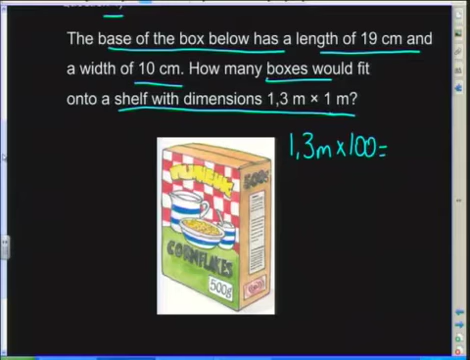 The base of the box below has a length of 19 cm and
a width of 10 cm. How many boxes would fit
onto a shelf with dimensions 1,3 m × 1 m?
1,3m×100=
CORNFLAKES
500g